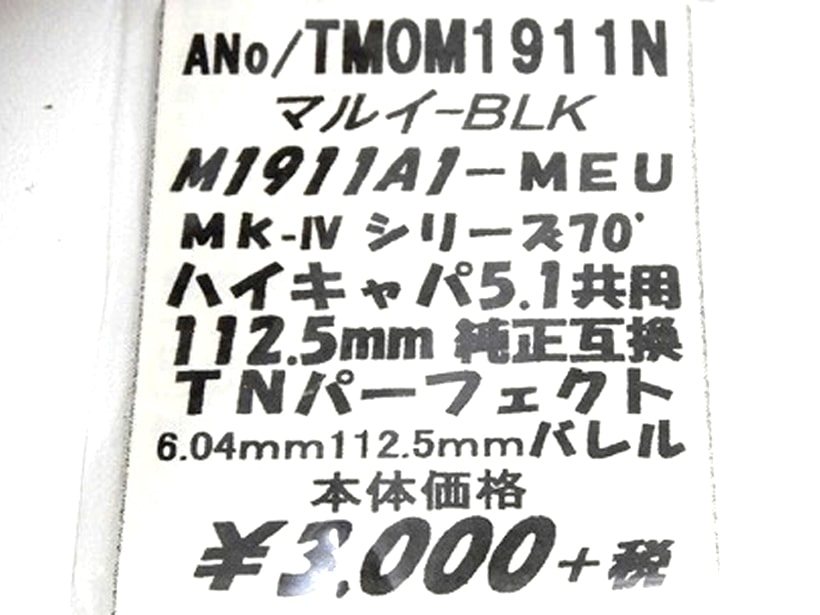 ANo/TMOM1911N
マルイ-BLK
M1911A1-MEU
MK-Ⅳ シリーズ70'
ハイキャパ5.1共用
112.5mm 純正互換
TNパーフェクト
6.04mm112.5mmバレル
本体価格
¥3,000+税